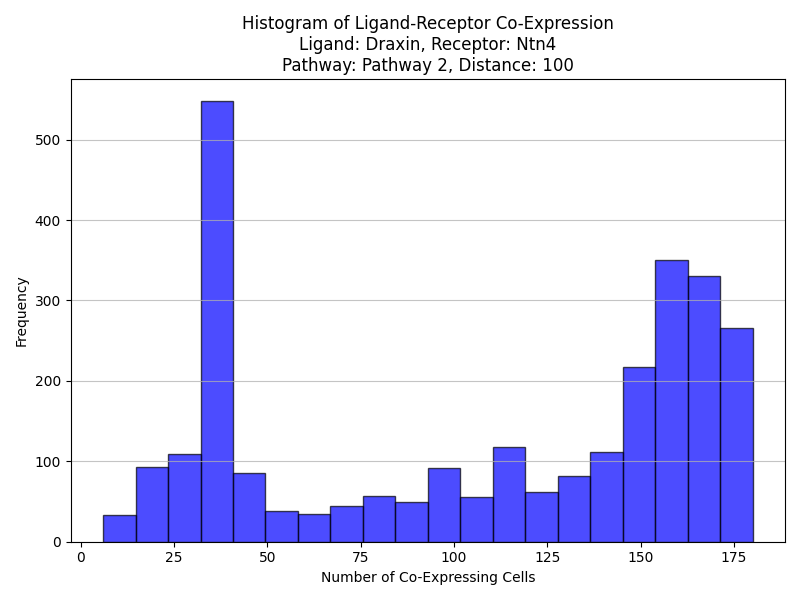 Histogram of Ligand-Receptor Co-Expression
Ligand: Draxin, Receptor: Ntn4
Pathway: Pathway 2, Distance: 100
500
400
300
200
100
0
Frequency
0 25 50 75 100 125 150 175
Number of Co-Expressing Cells